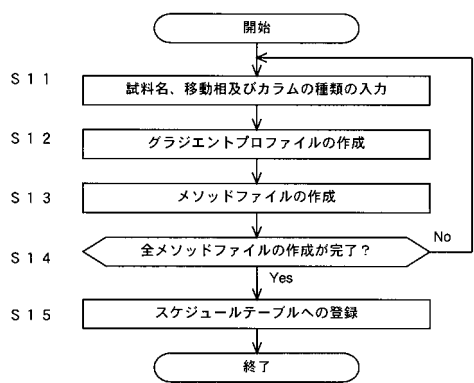 開始
S11 試料名、移動相及びカラムの種類の入力
S12 グラジエントプロファイルの作成
S13 メソッドファイルの作成
S14 全メソッドファイルの作成が完了？ No
Yes
S15 スケジュールテーブルへの登録
終了